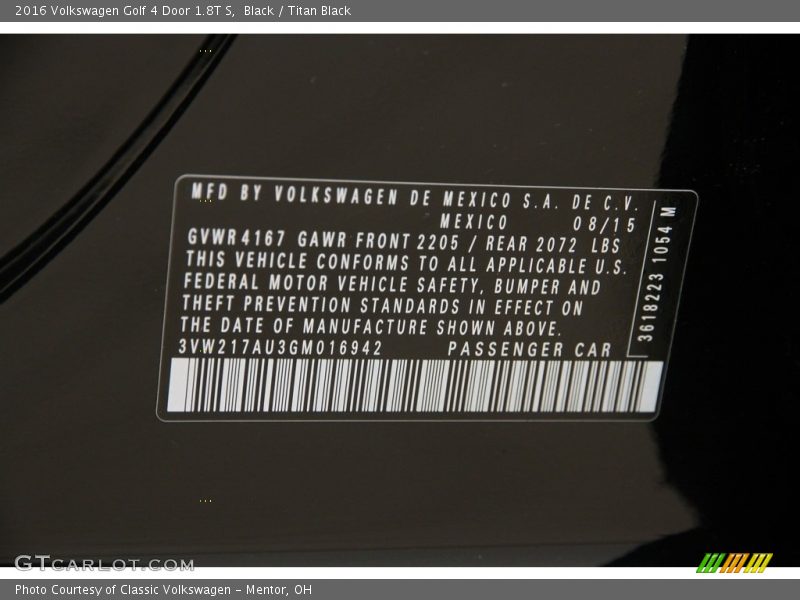 2016 Volkswagen Golf 4 Door 1.8T S, Black / Titan Black
MFD BY VOLKSWAGEN DE MEXICO S.A. DE C.V.
MEXICO 08/15
GVWR4167 GAWR FRONT 2205 / REAR 2072 LBS
THIS VEHICLE CONFORMS TO ALL APPLICABLE U.S.
FEDERAL MOTOR VEHICLE SAFETY, BUMPER AND
THEFT PREVENTION STANDARDS IN EFFECT ON
THE DATE OF MANUFACTURE SHOWN ABOVE.
3VW217AU3GM016942 PASSENGER CAR
3618223 1054 M
GTCARLOT.COM
Photo Courtesy of Classic Volkswagen - Mentor, OH